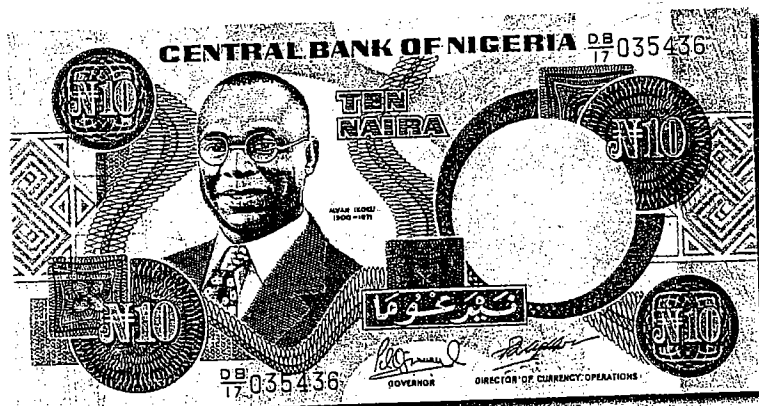 CENTRAL BANK OF NIGERIA DB/17 035436
₦10
TEN
NAIRA
₦10
ALVAN IKOKU
1900-1971
نَيْرَ غُومَا
₦10
₦10
DB/17 035436
GOVERNOR
DIRECTOR OF CURRENCY OPERATIONS